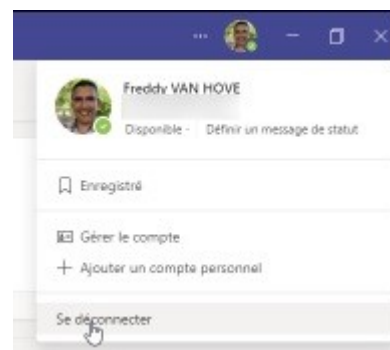 Freddy VAN HOVE
Disponible - Définir un message de statut
Enregistré
Gérer le compte
+ Ajouter un compte personnel
Se déconnecter